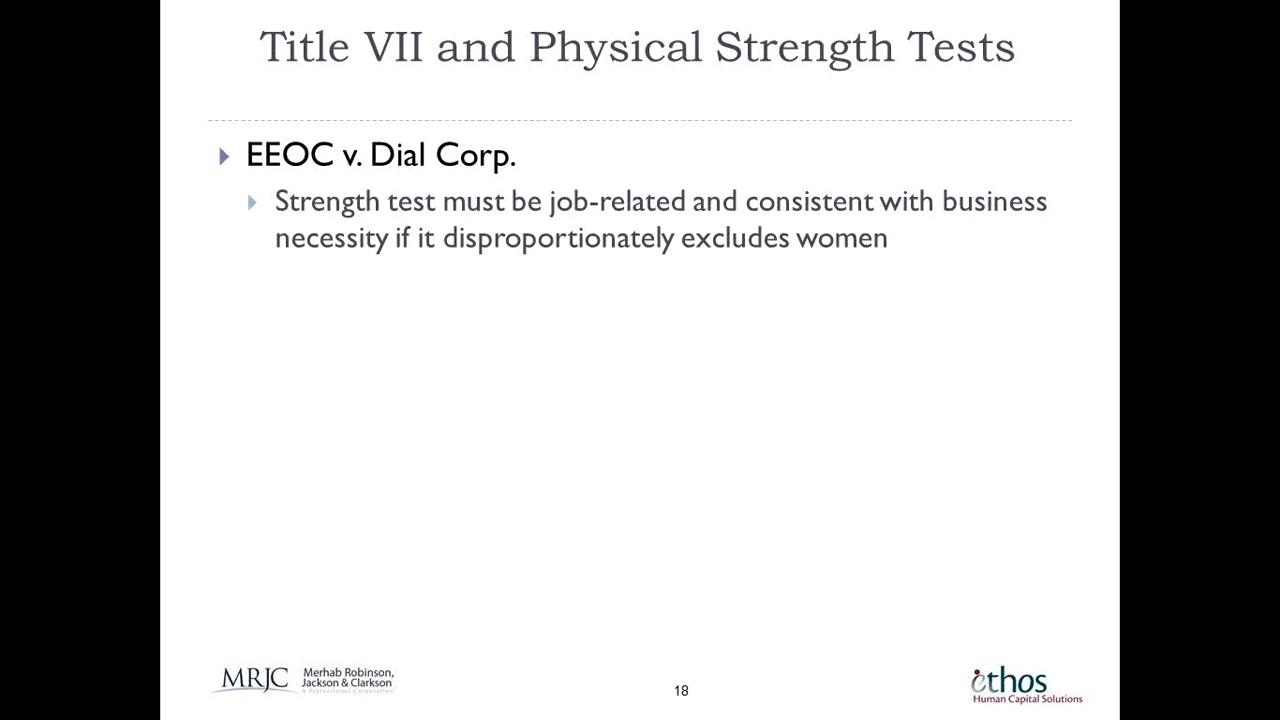 Title VII and Physical Strength Tests
EEOC v. Dial Corp.
Strength test must be job-related and consistent with business
necessity if it disproportionately excludes women
MRJC Merhab Robinson,
Jackson & Clarkson
A Professional Corporation
18
ethos
Human Capital Solutions